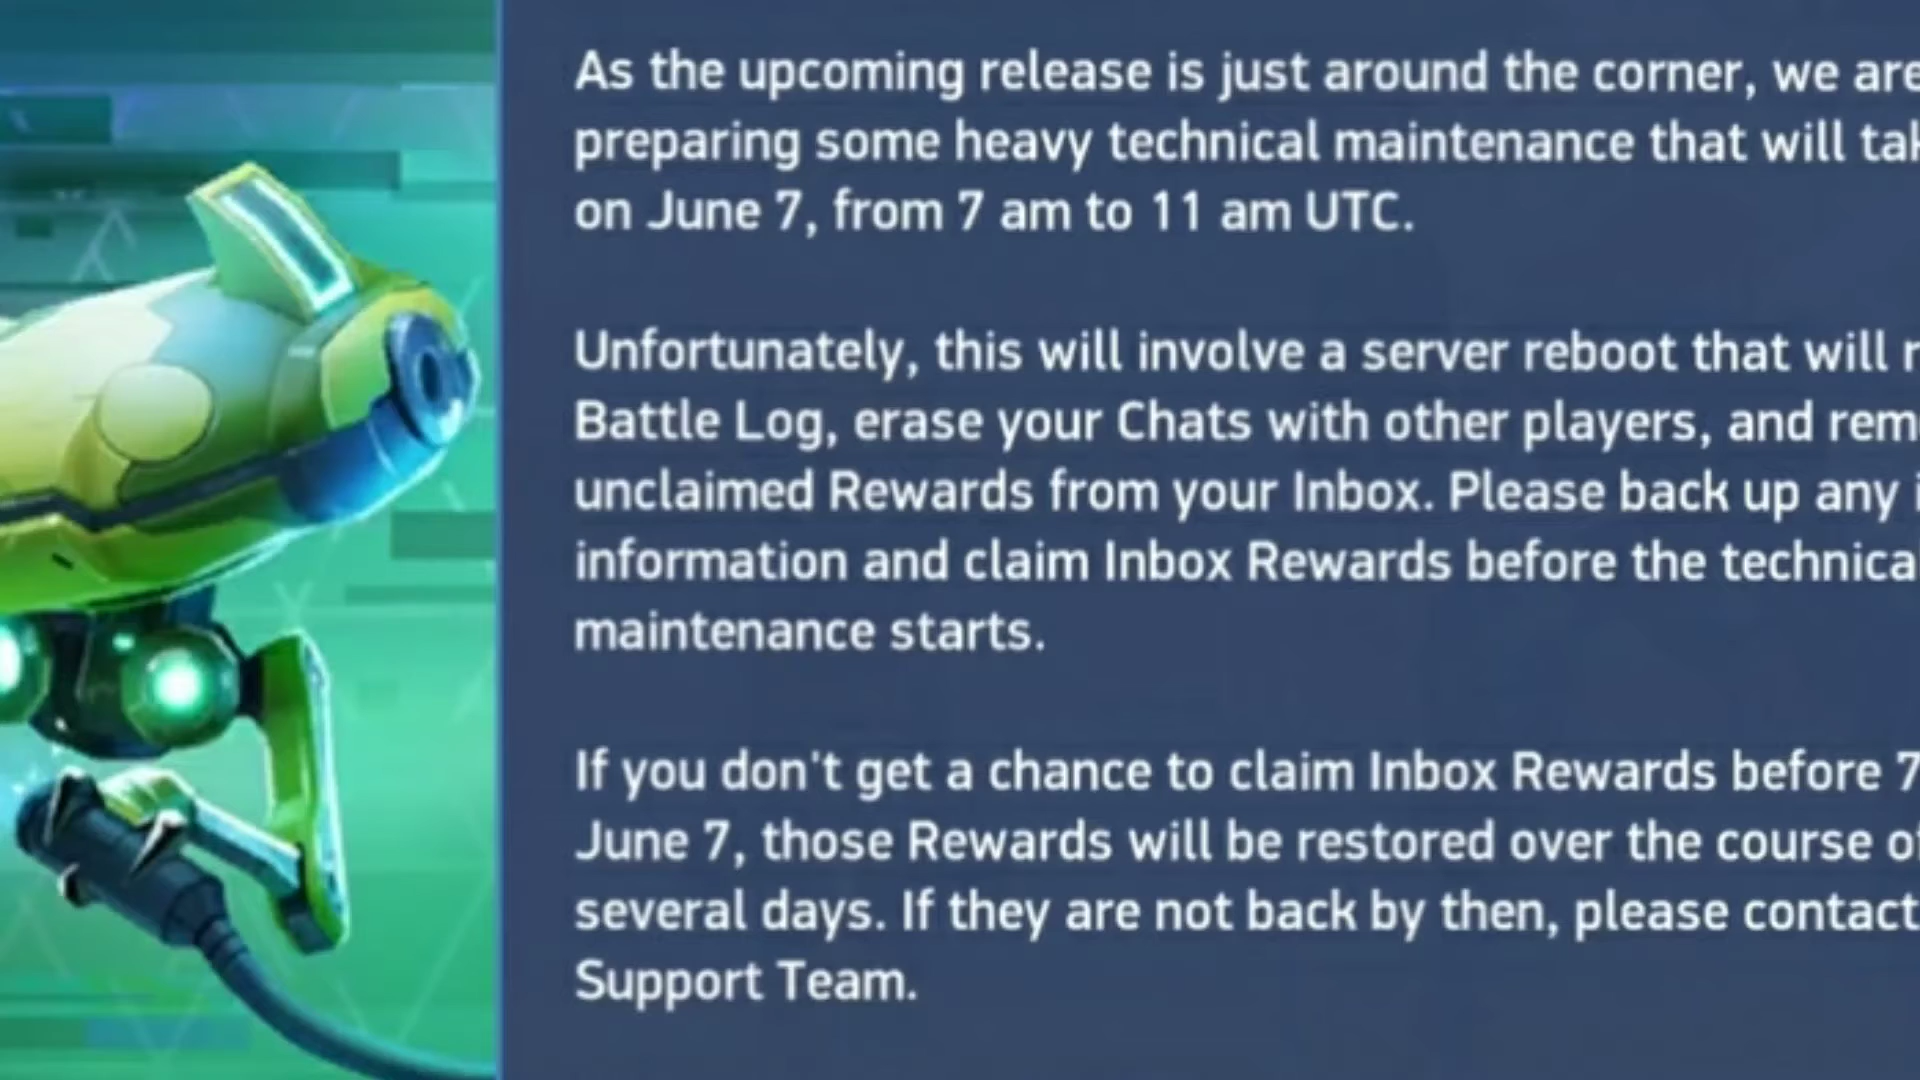 As the upcoming release is just around the corner, we are
preparing some heavy technical maintenance that will
on June 7, from 7 am to 11 am UTC.
Unfortunately, this will involve a server reboot that will
Battle Log, erase your Chats with other players, and
unclaimed Rewards from your Inbox. Please back up any
information and claim Inbox Rewards before the technical
maintenance starts.
If you don't get a chance to claim Inbox Rewards before 7
June 7, those Rewards will be restored over the course of
several days. If they are not back by then, please contact
Support Team.